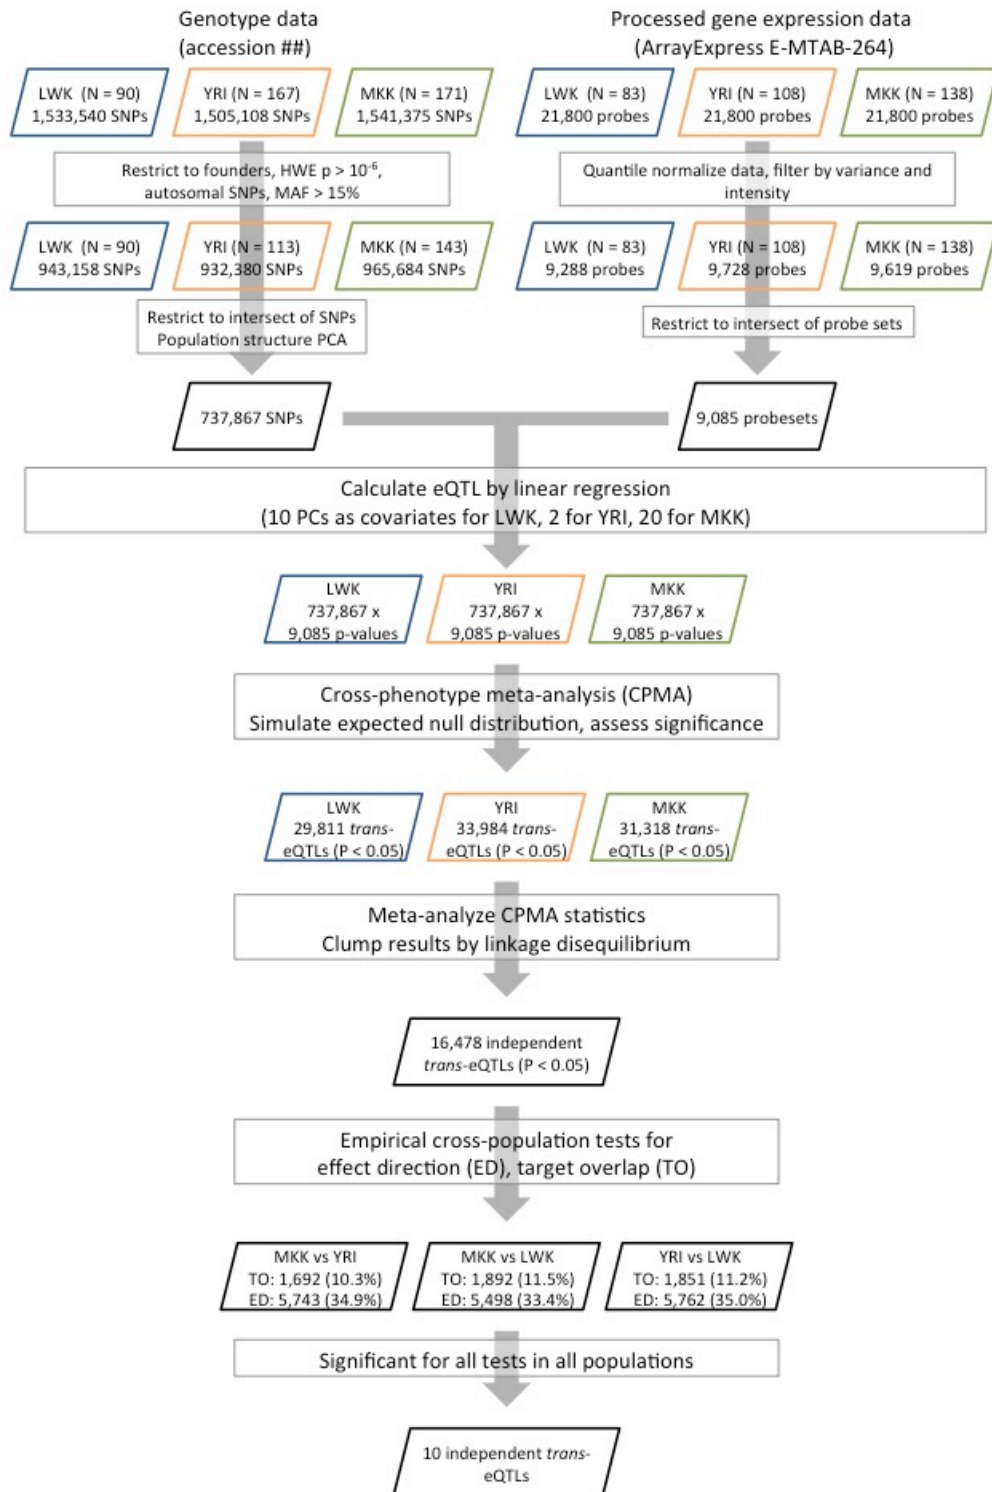 Genotype data
(accession ##)
Processed gene expression data
(ArrayExpress E-MTAB-264)
LWK (N = 90)
1,533,540 SNPs
YRI (N = 167)
1,505,108 SNPs
MKK (N = 171)
1,541,375 SNPs
LWK (N = 83)
21,800 probes
YRI (N = 108)
21,800 probes
MKK (N = 138)
21,800 probes
Restrict to founders, HWE p > 10⁻⁶,
autosomal SNPs, MAF > 15%
Quantile normalize data, filter by variance and
intensity
LWK (N = 90)
943,158 SNPs
YRI (N = 113)
932,380 SNPs
MKK (N = 143)
965,684 SNPs
LWK (N = 83)
9,288 probes
YRI (N = 108)
9,728 probes
MKK (N = 138)
9,619 probes
Restrict to intersect of SNPs
Population structure PCA
Restrict to intersect of probe sets
737,867 SNPs
9,085 probesets
Calculate eQTL by linear regression
(10 PCs as covariates for LWK, 2 for YRI, 20 for MKK)
LWK
737,867 x
9,085 p-values
YRI
737,867 x
9,085 p-values
MKK
737,867 x
9,085 p-values
Cross-phenotype meta-analysis (CPMA)
Simulate expected null distribution, assess significance
LWK
29,811 trans-
eQTLs (P < 0.05)
YRI
33,984 trans-
eQTLs (P < 0.05)
MKK
31,318 trans-
eQTLs (P < 0.05)
Meta-analyze CPMA statistics
Clump results by linkage disequilibrium
16,478 independent
trans-eQTLs (P < 0.05)
Empirical cross-population tests for
effect direction (ED), target overlap (TO)
MKK vs YRI
TO: 1,692 (10.3%)
ED: 5,743 (34.9%)
MKK vs LWK
TO: 1,892 (11.5%)
ED: 5,498 (33.4%)
YRI vs LWK
TO: 1,851 (11.2%)
ED: 5,762 (35.0%)
Significant for all tests in all populations
10 independent trans-
eQTLs